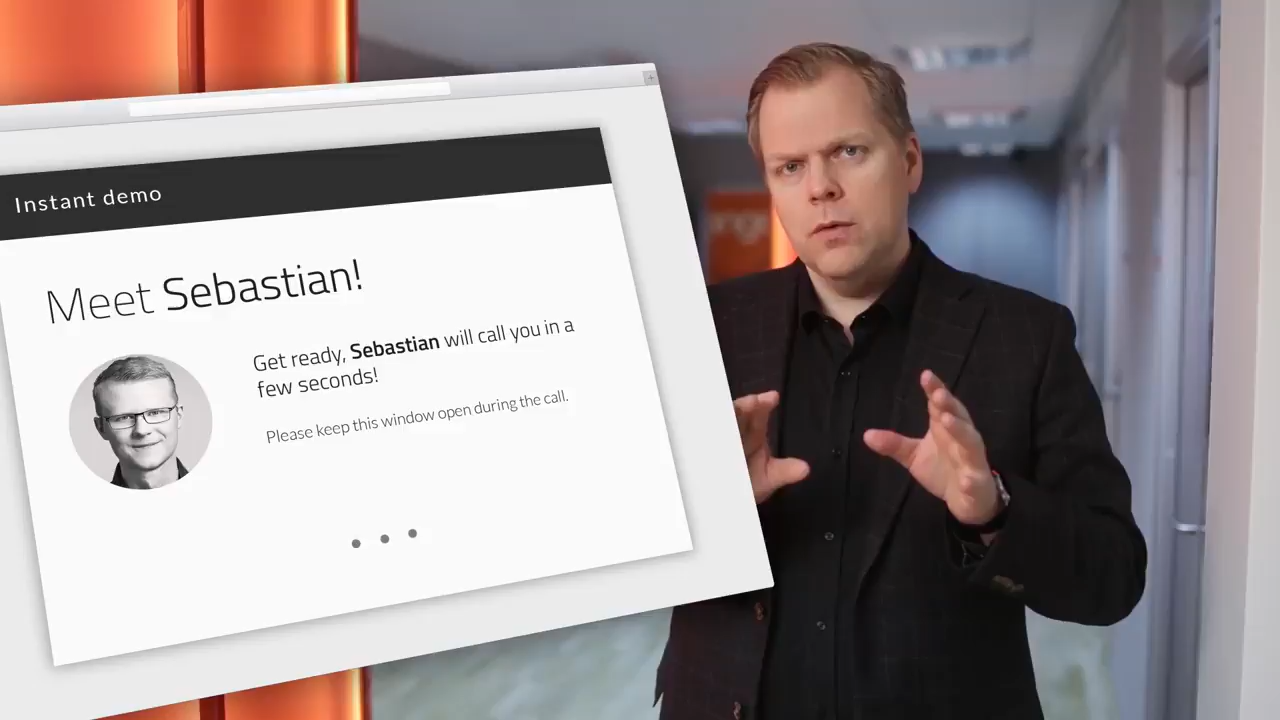 Instant demo
Meet Sebastian!
Get ready, Sebastian will call you in a
few seconds!
Please keep this window open during the call.